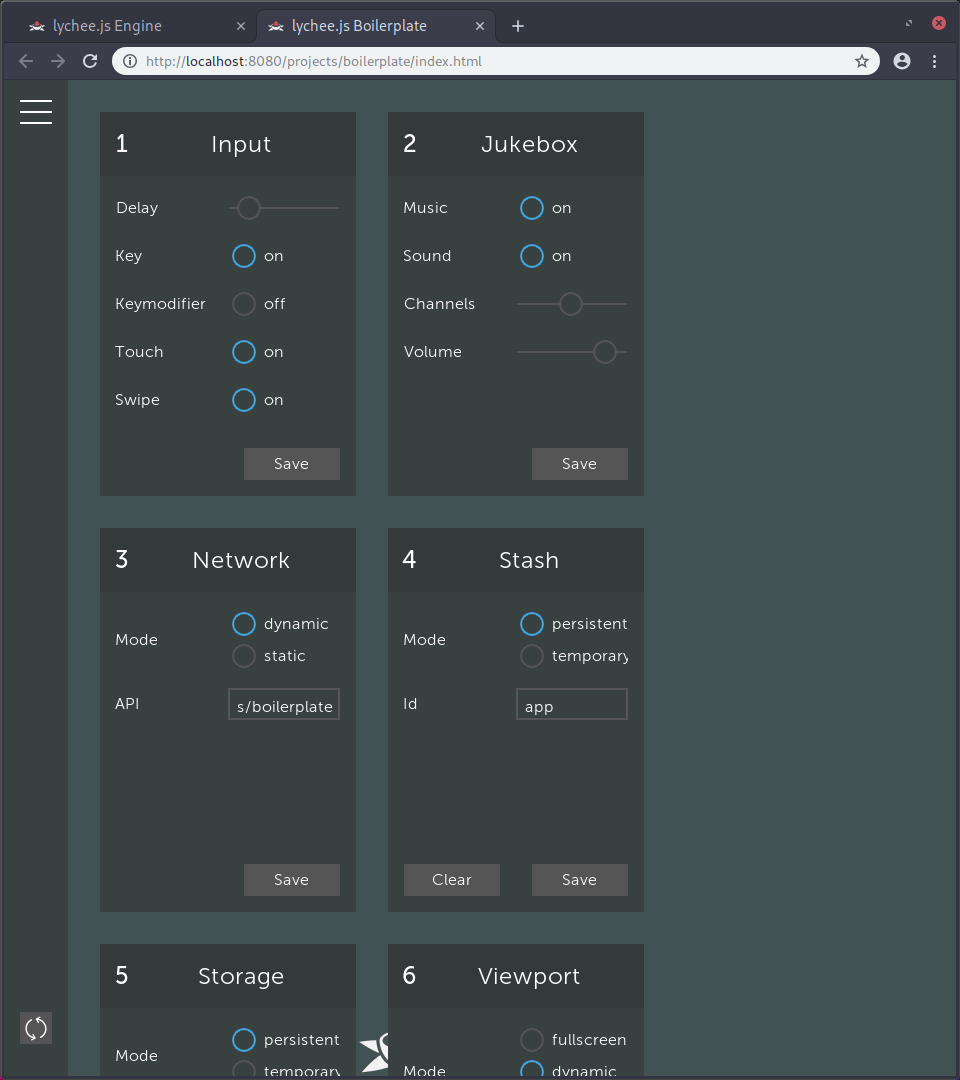 lychee.js Engine
lychee.js Boilerplate
http://localhost:8080/projects/boilerplate/index.html
1 Input
Delay
Key on
Keymodifier off
Touch on
Swipe on
Save
2 Jukebox
Music on
Sound on
Channels
Volume
Save
3 Network
Mode
dynamic
static
API s/boilerplate
Save
4 Stash
Mode
persistent
temporary
Id app
Clear Save
5 Storage
Mode
persistent
temporary
6 Viewport
Mode
fullscreen
dynamic